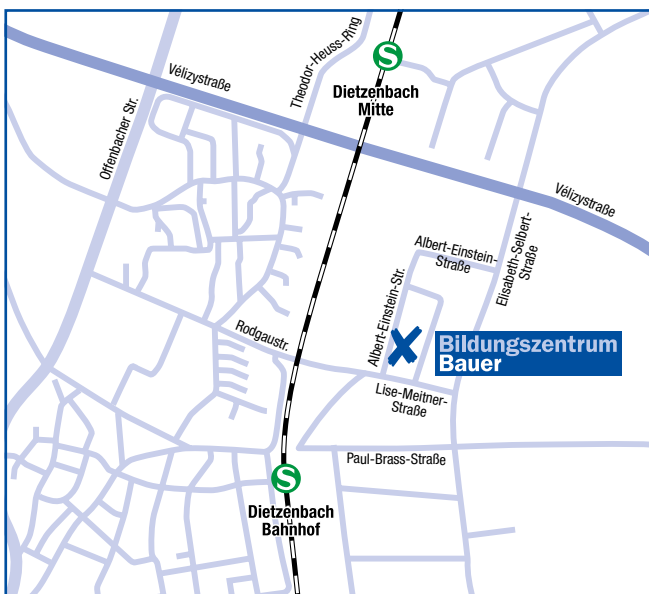 Theodor-Heuss-Ring
S
Dietzenbach
Mitte
Vélizystraße
Offenbacher Str.
Vélizystraße
Albert-Einstein-
Straße
Elisabeth-Selbert-
Straße
Albert-Einstein-Str.
Rodgaustr.
Bildungszentrum
Bauer
Lise-Meitner-
Straße
Paul-Brass-Straße
S
Dietzenbach
Bahnhof